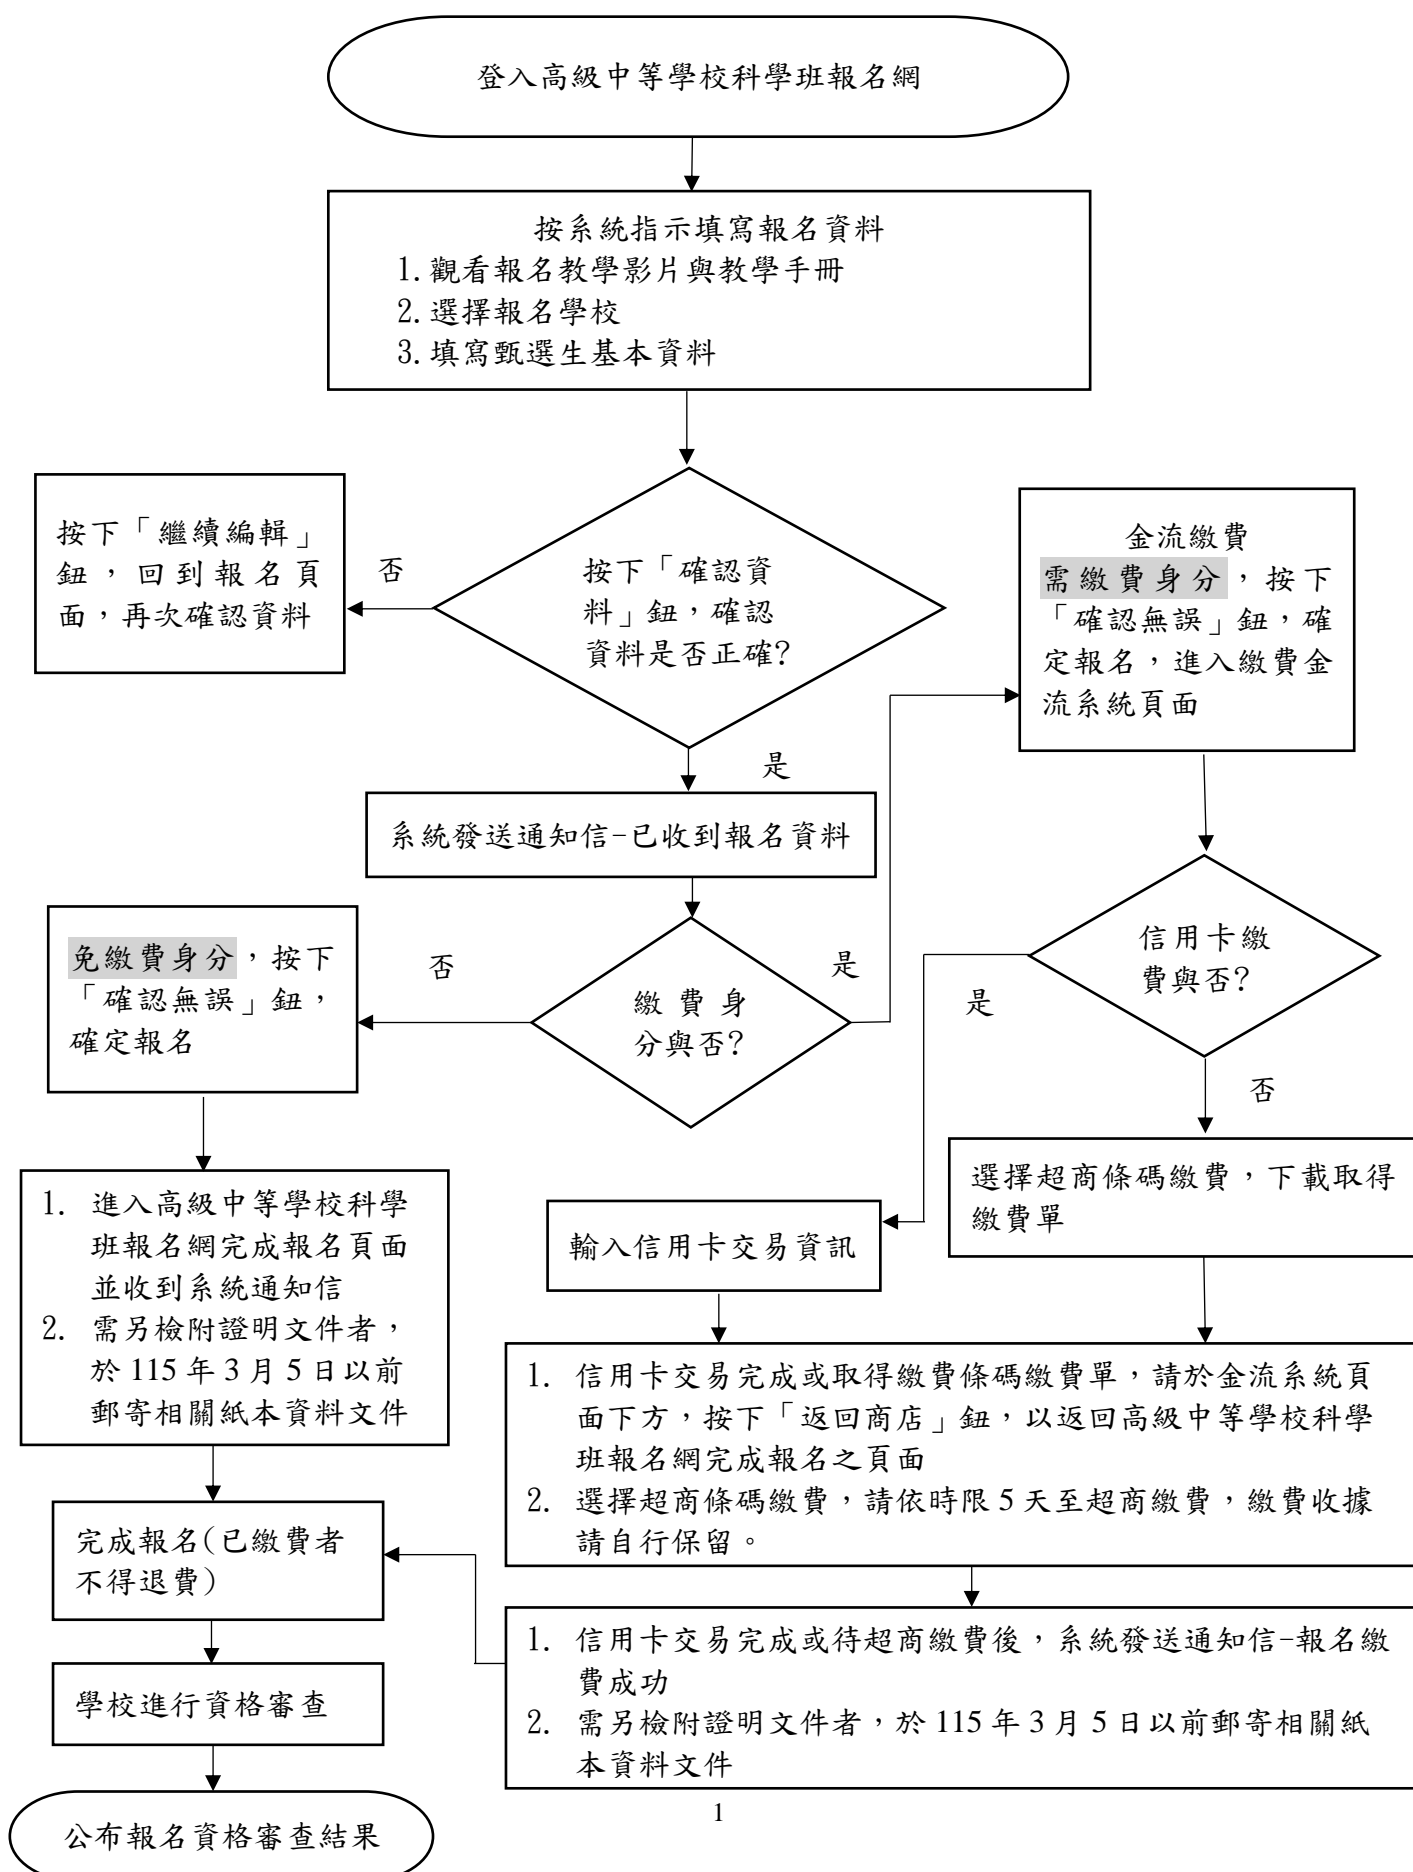 登入高級中等學校科學班報名網
按系統指示填寫報名資料
1.觀看報名教學影片與教學手冊
2.選擇報名學校
3.填寫甄選生基本資料
按下「確認資
料」鈕，確認
資料是否正確?
否
按下「繼續編輯」
鈕，回到報名頁
面，再次確認資料
是
系統發送通知信-已收到報名資料
繳費身
分與否?
否
免繳費身分，按下
「確認無誤」鈕，
確定報名
1. 進入高級中等學校科學
班報名網完成報名頁面
並收到系統通知信
2. 需另檢附證明文件者，
於 115 年 3 月 5 日以前
郵寄相關紙本資料文件
是
金流繳費
需繳費身分，按下
「確認無誤」鈕，確
定報名，進入繳費金
流系統頁面
信用卡繳
費與否?
是
輸入信用卡交易資訊
否
選擇超商條碼繳費，下載取得
繳費單
1. 信用卡交易完成或取得繳費條碼繳費單，請於金流系統頁
面下方，按下「返回商店」鈕，以返回高級中等學校科學
班報名網完成報名之頁面
2. 選擇超商條碼繳費，請依時限 5 天至超商繳費，繳費收據
請自行保留。
1. 信用卡交易完成或待超商繳費後，系統發送通知信-報名繳
費成功
2. 需另檢附證明文件者，於 115 年 3 月 5 日以前郵寄相關紙
本資料文件
完成報名(已繳費者
不得退費)
學校進行資格審查
公布報名資格審查結果
1